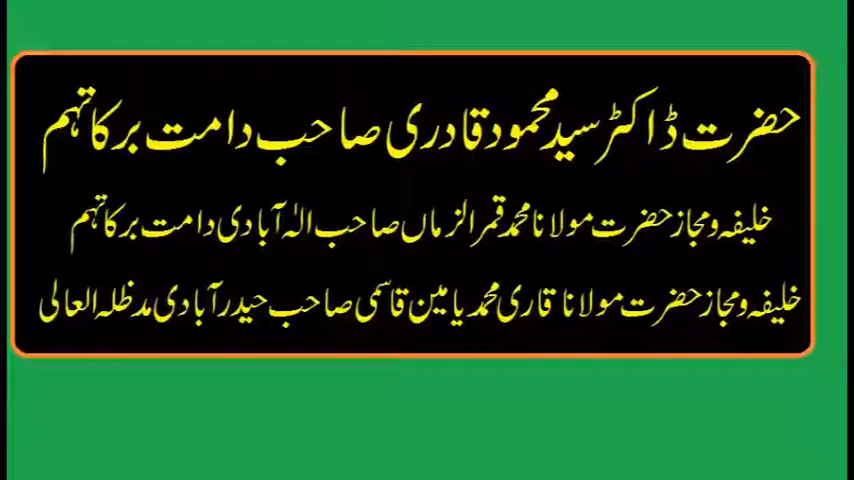 حضرت ڈاکٹر سید محمود قادری صاحب دامت برکاتہم
خلیفہ ومجاز حضرت مولانا محمد قمر الزماں صاحب الٰہ آبادی دامت برکاتہم
خلیفہ ومجاز حضرت مولانا قاری محمد یامین قاسمی صاحب حیدرآبادی مدظلہ العالی